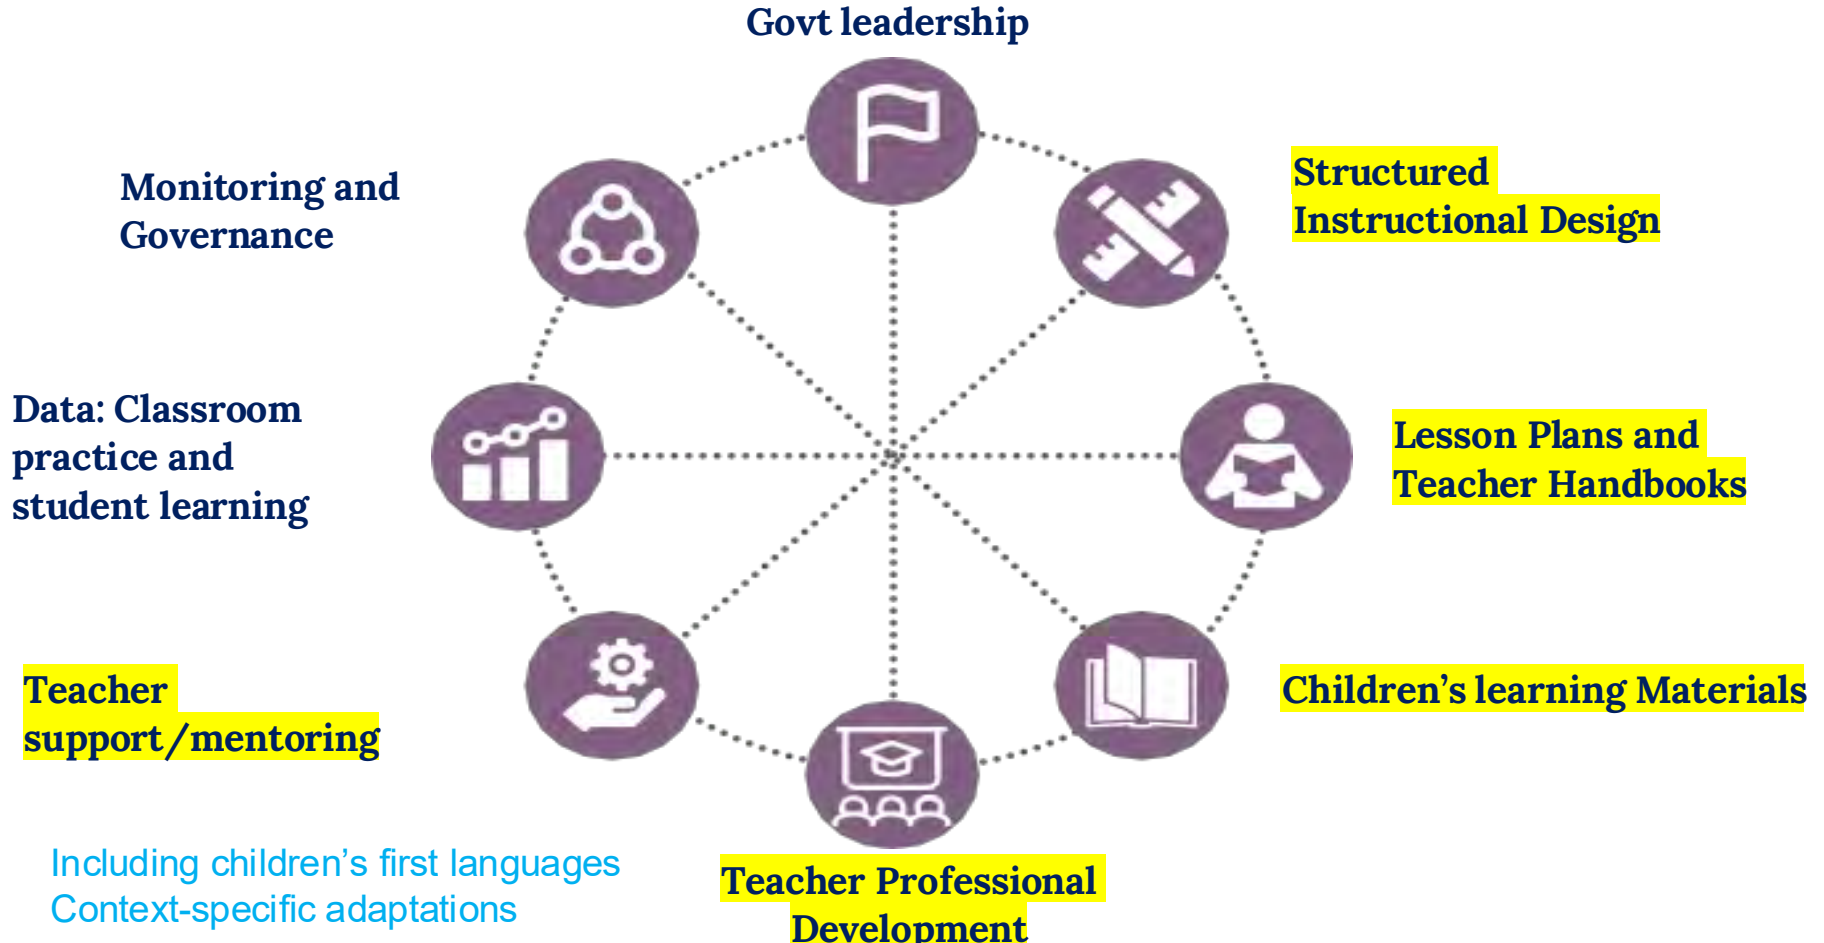 Govt leadership
Structured
Instructional Design
Monitoring and
Governance
Lesson Plans and
Teacher Handbooks
Data: Classroom
practice and
student learning
Children’s learning Materials
Teacher
support/mentoring
Teacher Professional
Development
Including children’s first languages
Context-specific adaptations